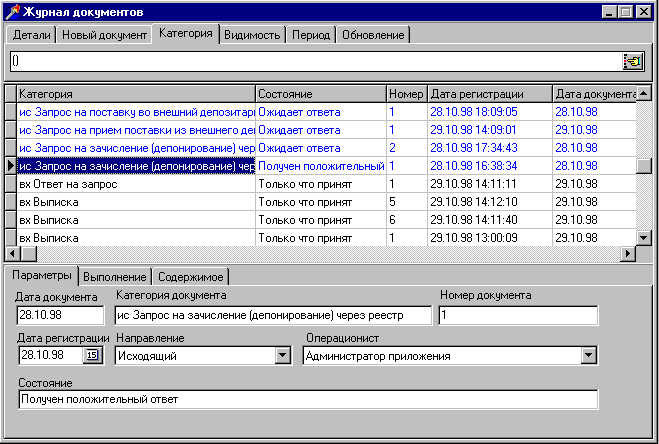 Журнал документов
Детали Новый документ Категория Видимость Период Обновление
()
Категория Состояние Номер Дата регистрации Дата документа
ис Запрос на поставку во внешний депозитар Ожидает ответа 1 28.10.98 18:09:05 28.10.98
ис Запрос на прием поставки из внешнего де Ожидает ответа 1 29.10.98 14:09:01 29.10.98
ис Запрос на зачисление (депонирование) чер Ожидает ответа 2 28.10.98 17:34:43 28.10.98
ис Запрос на зачисление (депонирование) чер Получен положительный 1 28.10.98 16:38:34 28.10.98
вх Ответ на запрос Только что принят 1 29.10.98 14:11:11 29.10.98
вх Выписка Только что принят 5 29.10.98 14:12:10 29.10.98
вх Выписка Только что принят 6 29.10.98 14:11:40 29.10.98
вх Выписка Только что принят 1 29.10.98 13:00:09 29.10.98
Параметры Выполнение Содержимое
Дата документа Категория документа Номер документа
28.10.98 ис Запрос на зачисление (депонирование) через реестр 1
Дата регистрации Направление Операционист
28.10.98 15 Исходящий Администратор приложения
Состояние
Получен положительный ответ